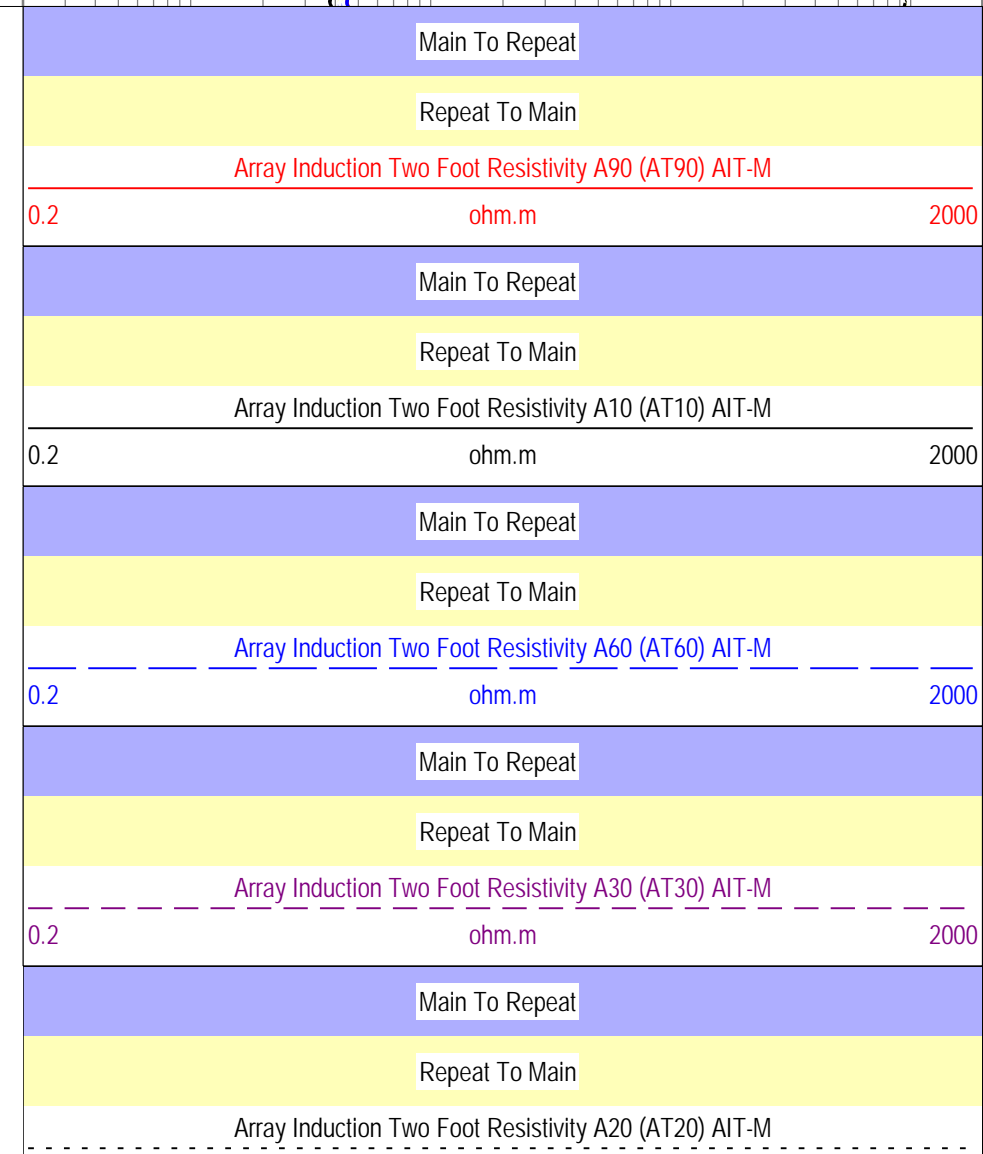 Main To Repeat
Repeat To Main
Array Induction Two Foot Resistivity A90 (AT90) AIT-M
0.2 ohm.m 2000
Main To Repeat
Repeat To Main
Array Induction Two Foot Resistivity A10 (AT10) AIT-M
0.2 ohm.m 2000
Main To Repeat
Repeat To Main
Array Induction Two Foot Resistivity A60 (AT60) AIT-M
0.2 ohm.m 2000
Main To Repeat
Repeat To Main
Array Induction Two Foot Resistivity A30 (AT30) AIT-M
0.2 ohm.m 2000
Main To Repeat
Repeat To Main
Array Induction Two Foot Resistivity A20 (AT20) AIT-M